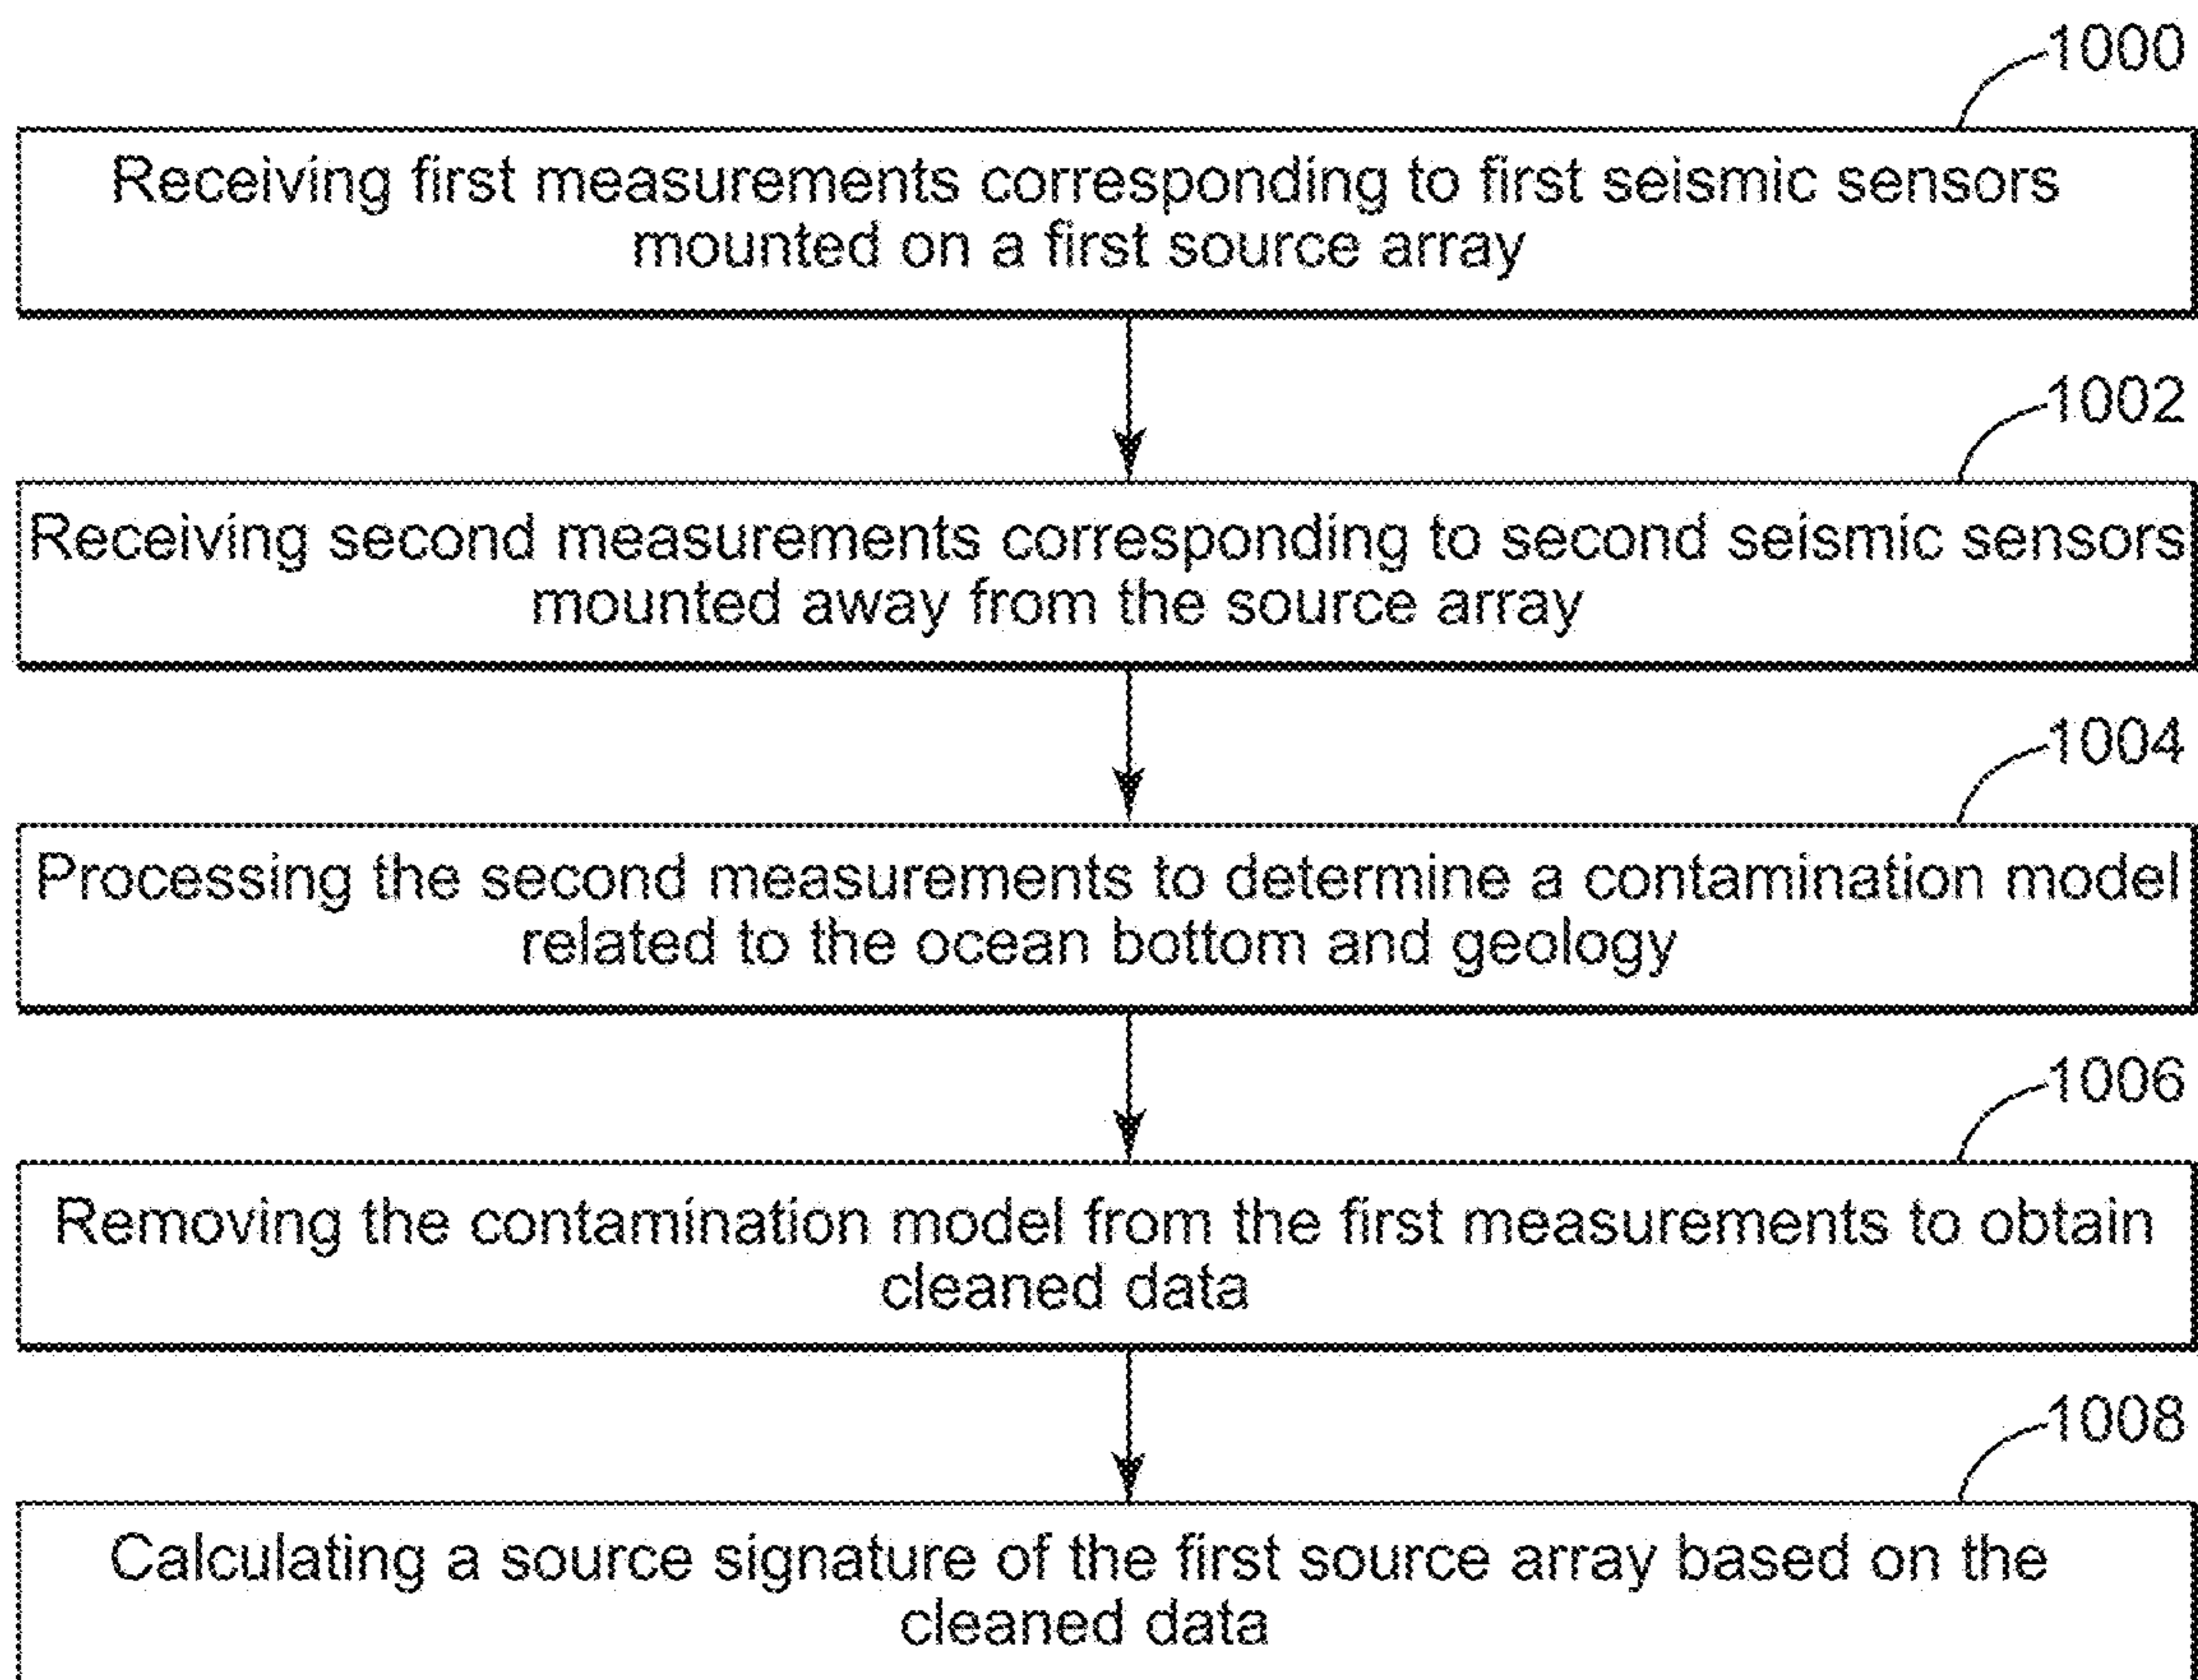 1000
Receiving first measurements corresponding to first seismic sensors
mounted on a first source array
1002
Receiving second measurements corresponding to second seismic sensors
mounted away from the source array
1004
Processing the second measurements to determine a contamination model
related to the ocean bottom and geology
1006
Removing the contamination model from the first measurements to obtain
cleaned data
1008
Calculating a source signature of the first source array based on the
cleaned data